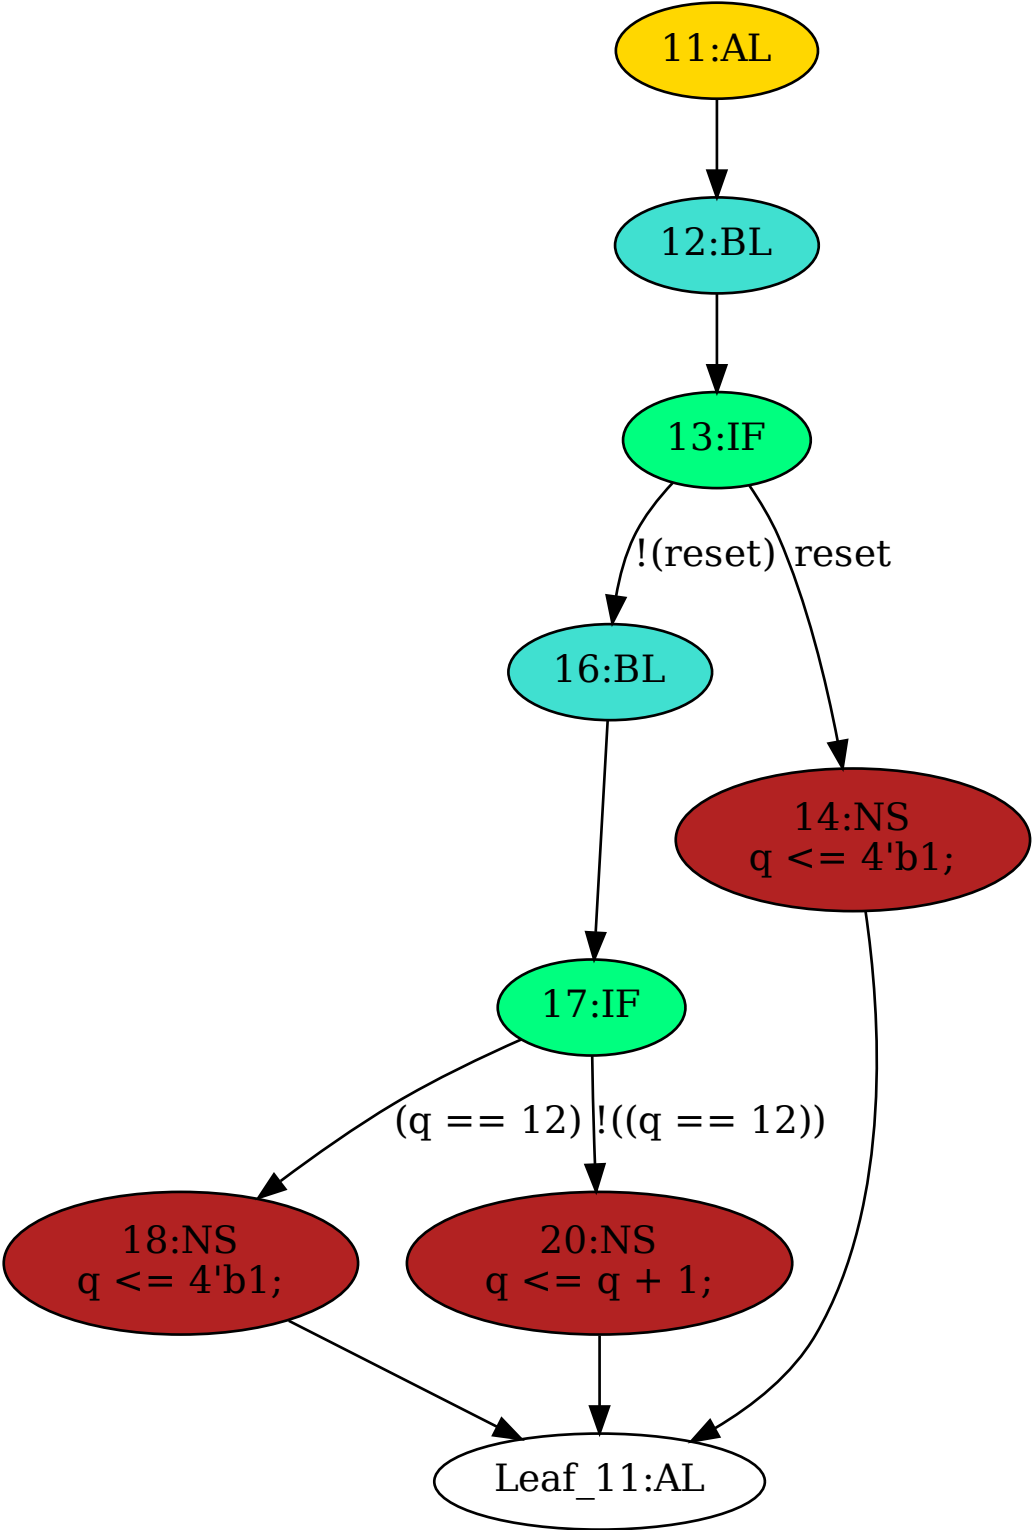 11:AL
12:BL
13:IF
!(reset)
reset
16:BL
14:NS
q <= 4'b1;
17:IF
(q == 12)
!((q == 12))
18:NS
q <= 4'b1;
20:NS
q <= q + 1;
Leaf_11:AL